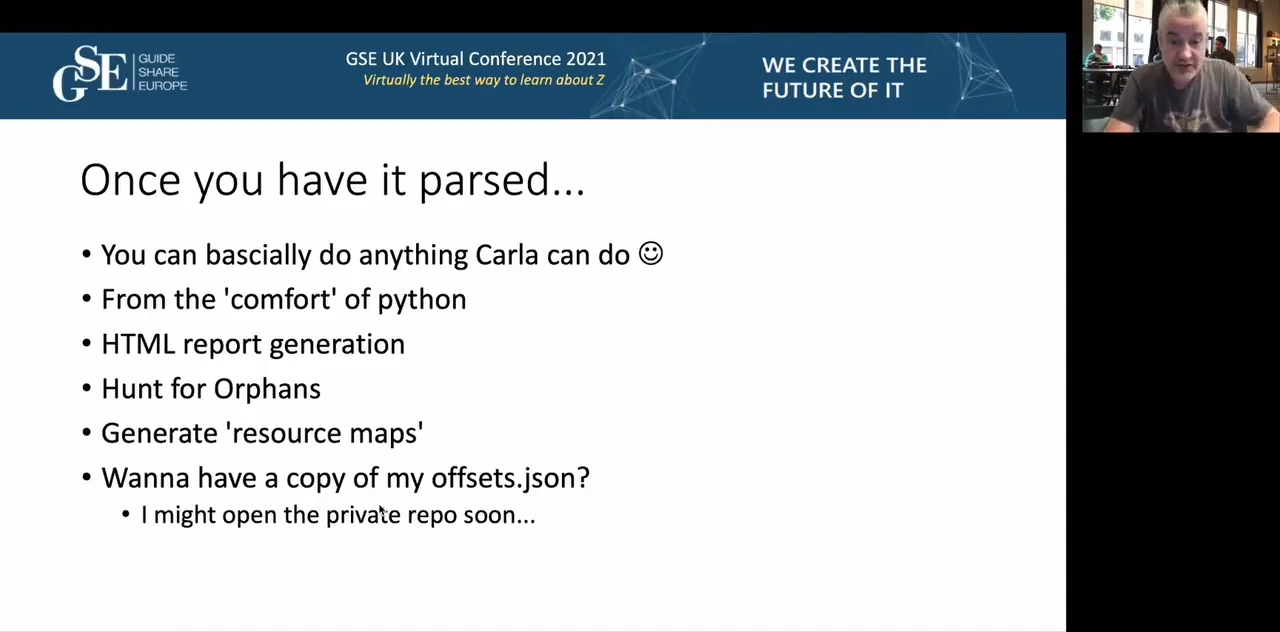 GSE
GUIDE
SHARE
EUROPE
GSE UK Virtual Conference 2021
Virtually the best way to learn about Z
WE CREATE THE
FUTURE OF IT
Once you have it parsed...
• You can bascially do anything Carla can do ☺
• From the 'comfort' of python
• HTML report generation
• Hunt for Orphans
• Generate 'resource maps'
• Wanna have a copy of my offsets.json?
• I might open the private repo soon...